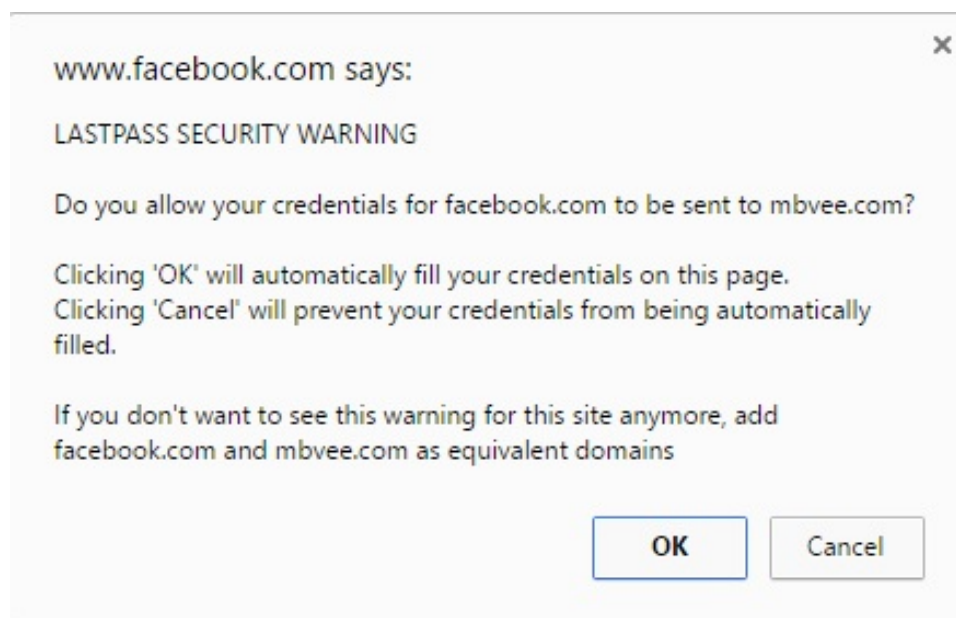 www.facebook.com says:
LASTPASS SECURITY WARNING
Do you allow your credentials for facebook.com to be sent to mbvee.com?
Clicking 'OK' will automatically fill your credentials on this page.
Clicking 'Cancel' will prevent your credentials from being automatically
filled.
If you don't want to see this warning for this site anymore, add
facebook.com and mbvee.com as equivalent domains
OK Cancel